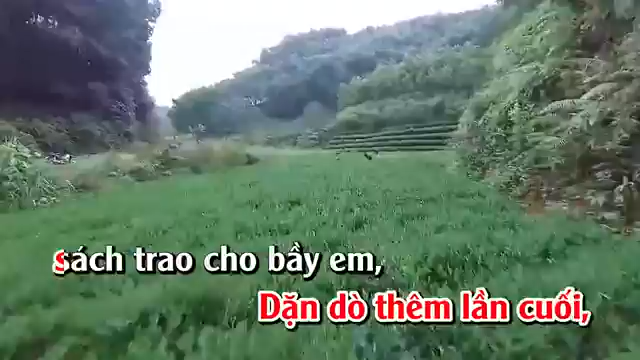 sách trao cho bầy em,
Dặn dò thêm lần cuối,